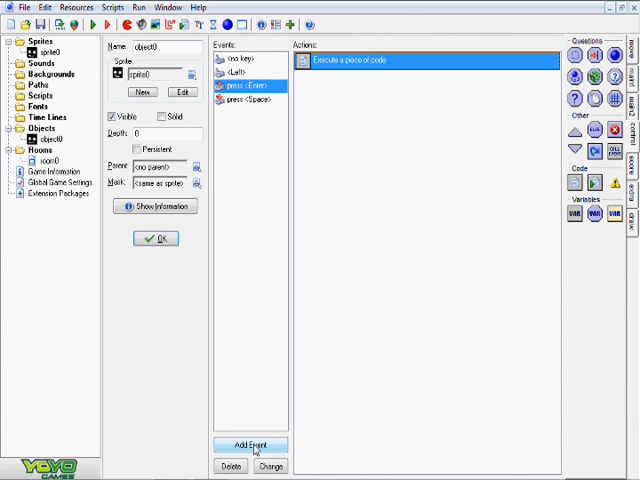 File Edit Resources Scripts Run Window Help
Sprites
sprite0
Sounds
Backgrounds
Paths
Scripts
Fonts
Time Lines
Objects
object0
Rooms
room0
Game Information
Global Game Settings
Extension Packages
YOYO
GAMES
Name: object0
Sprite
sprite0
New Edit
Visible Solid
Depth: 0
Persistent
Parent: <no parent>
Mask: <same as sprite>
Show Information
OK
Events:
<no key>
<Left>
press <Enter>
press <Space>
Add Event
Delete Change
Actions:
Execute a piece of code
Questions
Other
ELSE
Code
Variables
VAR VAR VAR
move
main1
main2
control
score
extra
draw